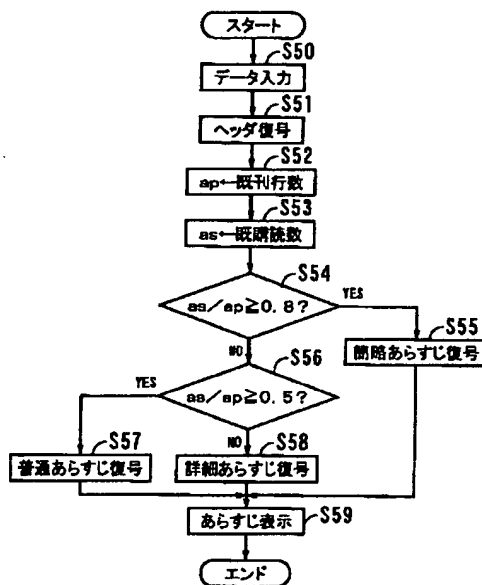 スタート
S50
データ入力
S51
ヘッダ復号
S52
ap←既刊行数
S53
as←既購読数
S54
as/ap≧0.8?
YES
S55
簡略あらすじ復号
NO
S56
as/ap≧0.5?
YES
S57
普通あらすじ復号
NO
S58
詳細あらすじ復号
あらすじ表示
S59
エンド